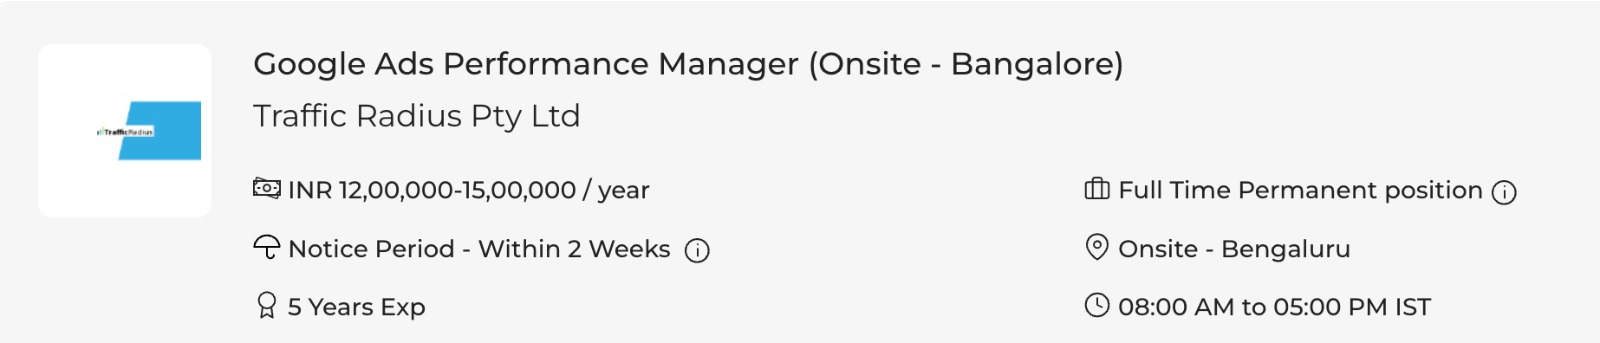 Google Ads Performance Manager (Onsite - Bangalore)
Traffic Radius Pty Ltd
TrafficRadius
INR 12,00,000-15,00,000 / year
Full Time Permanent position
Notice Period - Within 2 Weeks
Onsite - Bengaluru
5 Years Exp
08:00 AM to 05:00 PM IST